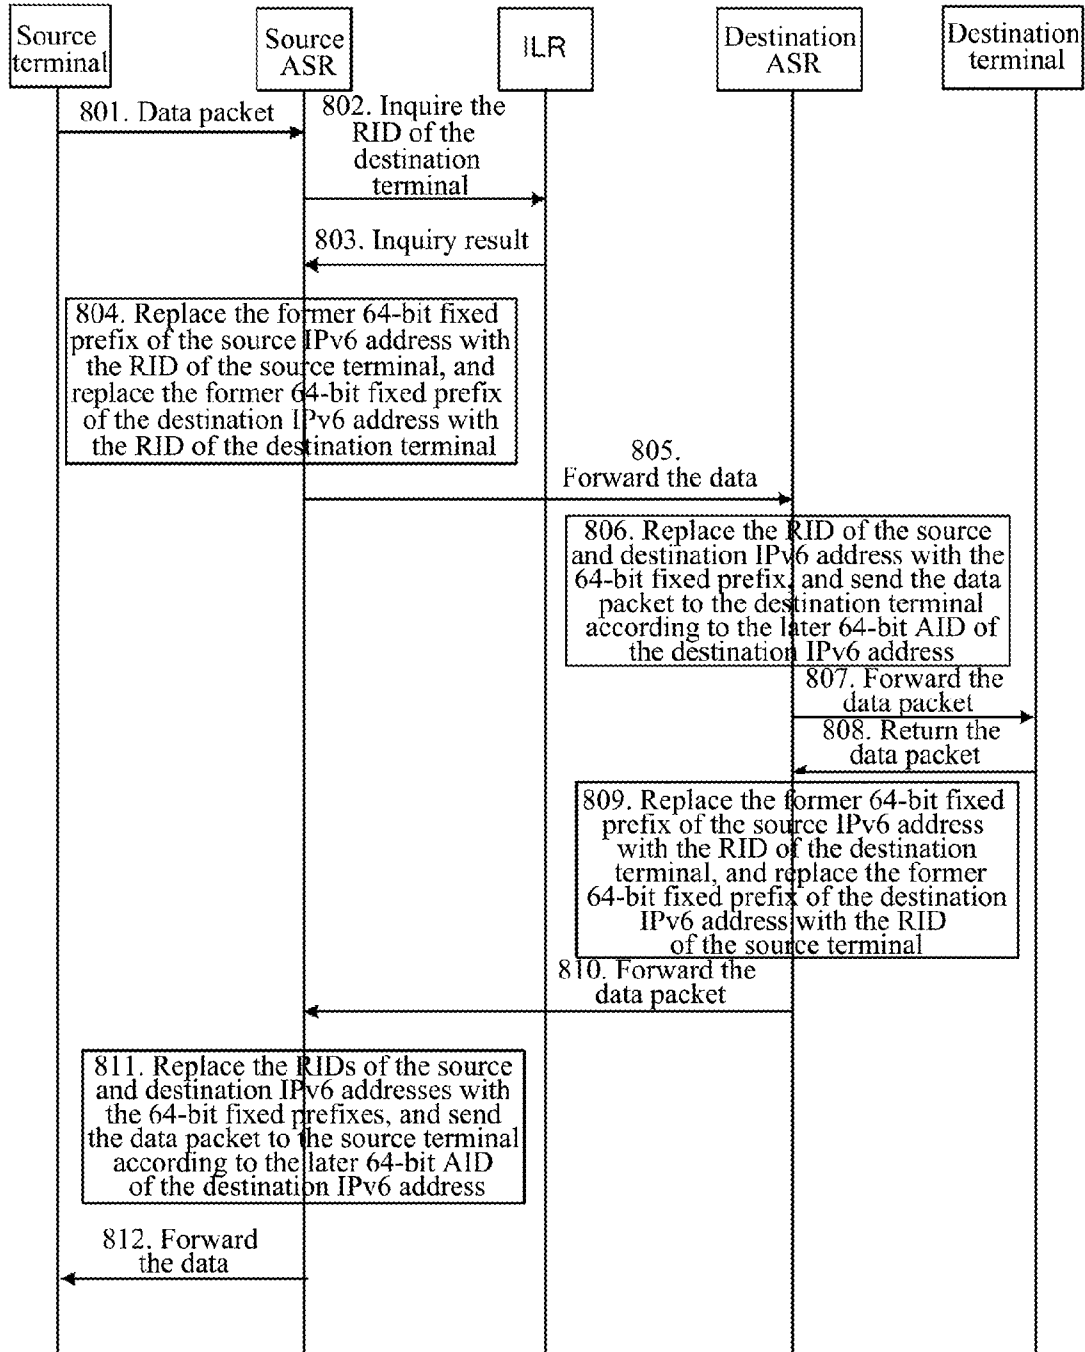 Source
terminal
Source
ASR
ILR
Destination
ASR
Destination
terminal
801. Data packet
802. Inquire the
RID of the
destination
terminal
803. Inquiry result
804. Replace the former 64-bit fixed
prefix of the source IPv6 address with
the RID of the source terminal, and
replace the former 64-bit fixed prefix
of the destination IPv6 address with
the RID of the destination terminal
805.
Forward the data
806. Replace the RID of the source
and destination IPv6 address with the
64-bit fixed prefix, and send the data
packet to the destination terminal
according to the later 64-bit AID of
the destination IPv6 address
807. Forward the
data packet
808. Return the
data packet
809. Replace the former 64-bit fixed
prefix of the source IPv6 address
with the RID of the destination
terminal, and replace the former
64-bit fixed prefix of the destination
IPv6 address with the RID
of the source terminal
810. Forward the
data packet
811. Replace the RIDs of the source
and destination IPv6 addresses with
the 64-bit fixed prefixes, and send
the data packet to the source terminal
according to the later 64-bit AID
of the destination IPv6 address
812. Forward
the data